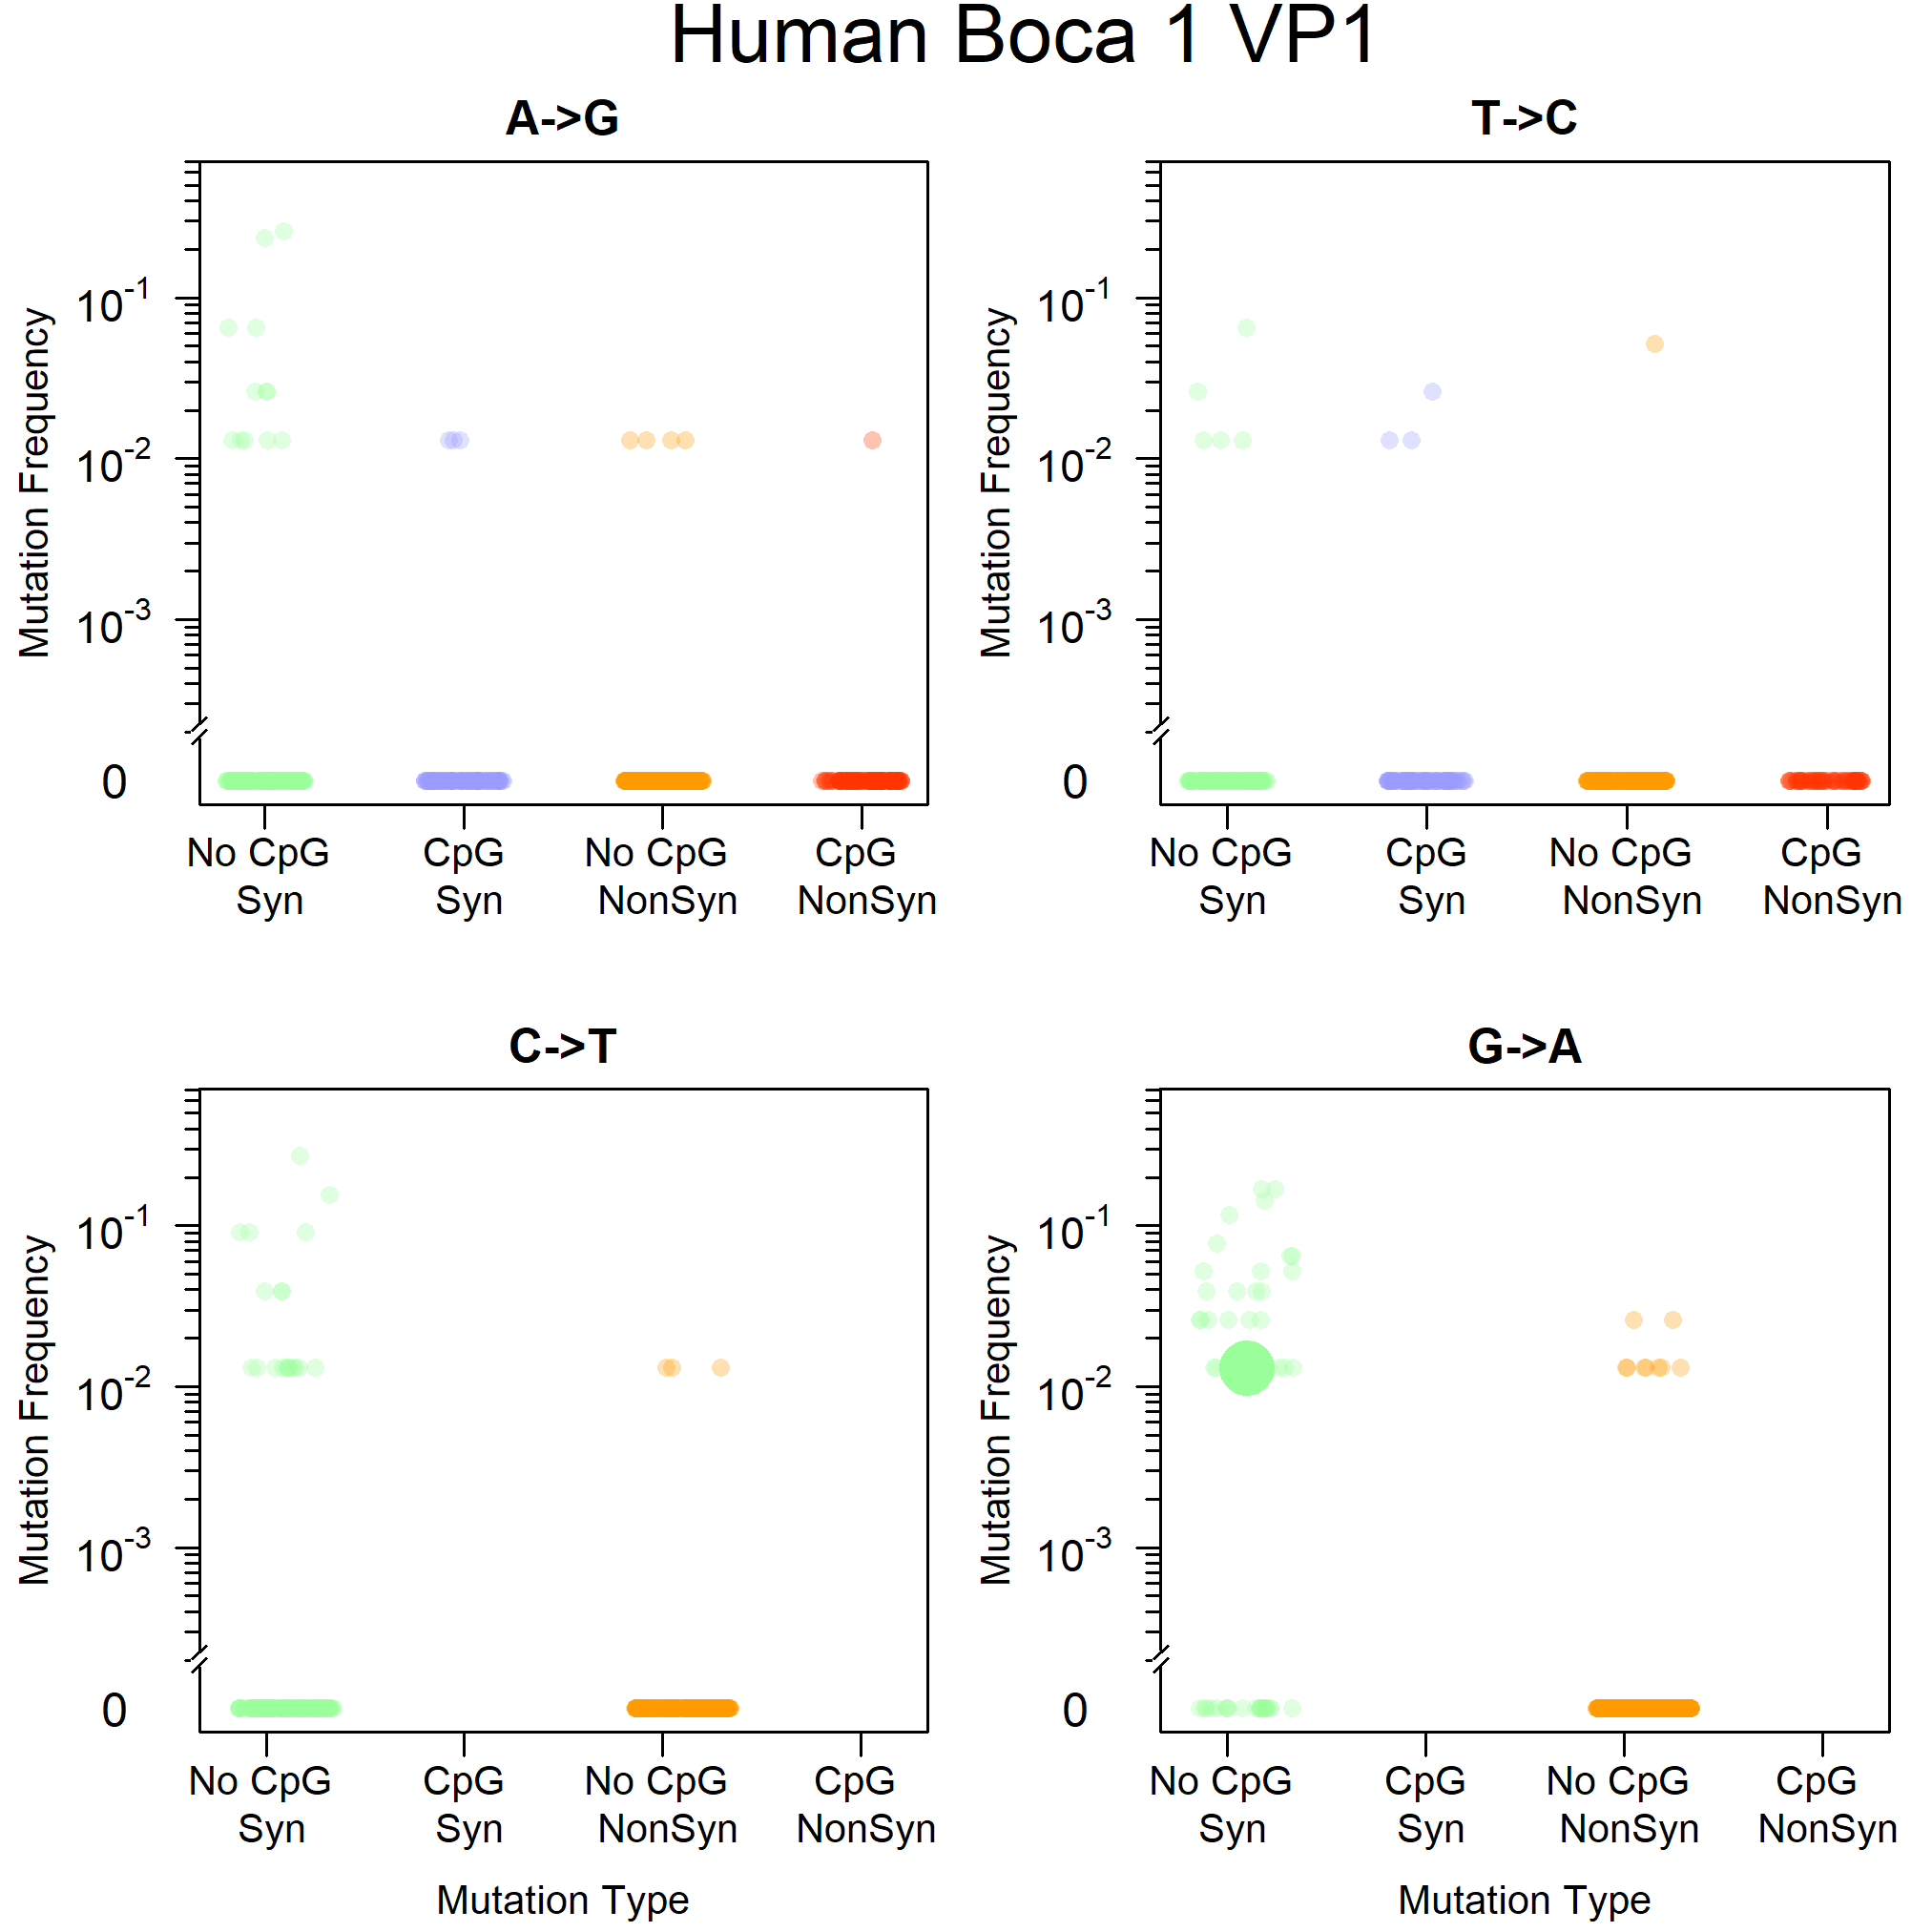 Human Boca 1 VP1
A->G
Mutation Frequency
10-1
10-2
10-3
0
No CpG Syn
CpG Syn
No CpG NonSyn
CpG NonSyn
T->C
Mutation Frequency
10-1
10-2
10-3
0
No CpG Syn
CpG Syn
No CpG NonSyn
CpG NonSyn
C->T
Mutation Frequency
10-1
10-2
10-3
0
No CpG Syn
CpG Syn
No CpG NonSyn
CpG NonSyn
Mutation Type
G->A
Mutation Frequency
10-1
10-2
10-3
0
No CpG Syn
CpG Syn
No CpG NonSyn
CpG NonSyn
Mutation Type